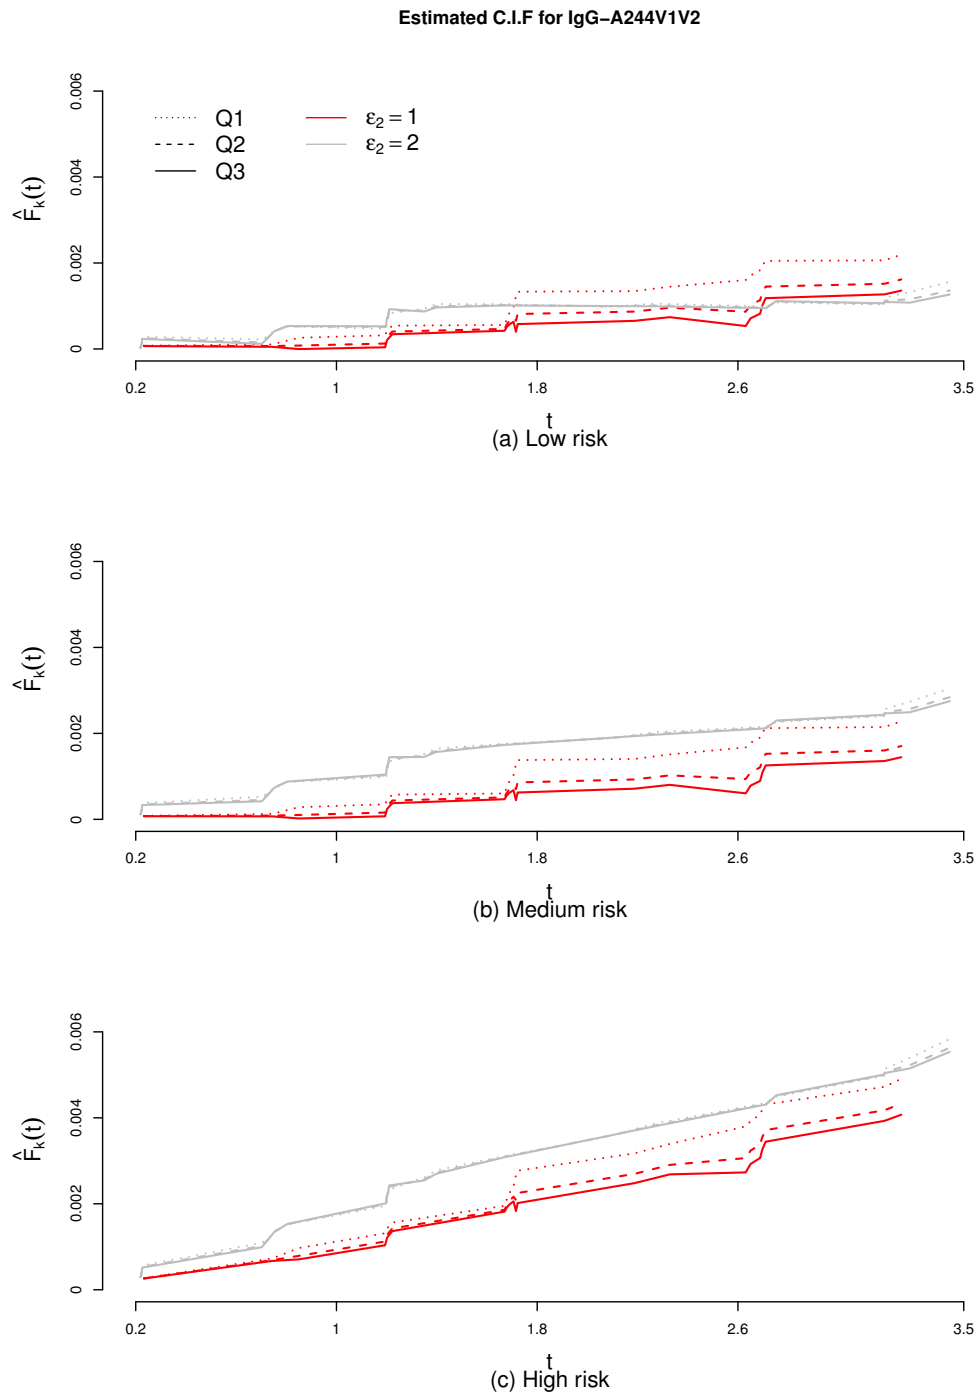 Estimated C.I.F for IgG−A244V1V2
0.006
0.004
0.002
0
F̂ₖ(t)
Q1
Q2
Q3
ε₂ = 1
ε₂ = 2
0.2 1 1.8 2.6 3.5
t
(a) Low risk
0.006
0.004
0.002
0
F̂ₖ(t)
0.2 1 1.8 2.6 3.5
t
(b) Medium risk
0.006
0.004
0.002
0
F̂ₖ(t)
0.2 1 1.8 2.6 3.5
t
(c) High risk